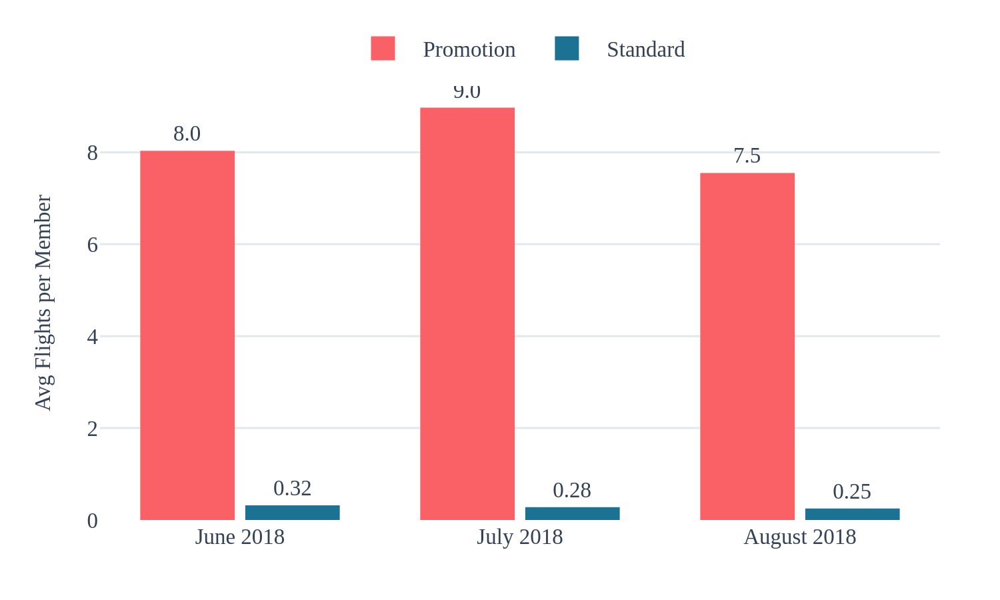 Promotion Standard
9.0
8.0
7.5
8
6
4
2
0
Avg Flights per Member
0.32
0.28
0.25
June 2018
July 2018
August 2018